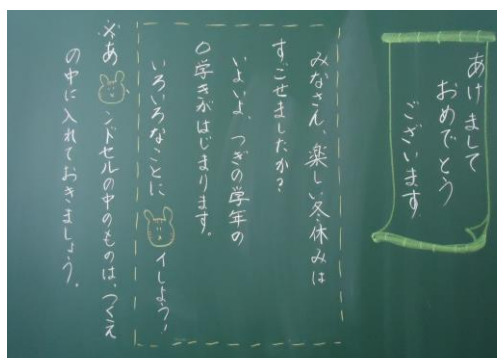 あけまして
おめでとう
ございます
みなさん、楽しい冬休みは
すごせましたか?
いよいよ、つぎの学年の
０学きがはじまります。
いろいろなことに イしよう!
※あ ンドセルの中のものは、つくえ
の中に入れておきましょう。